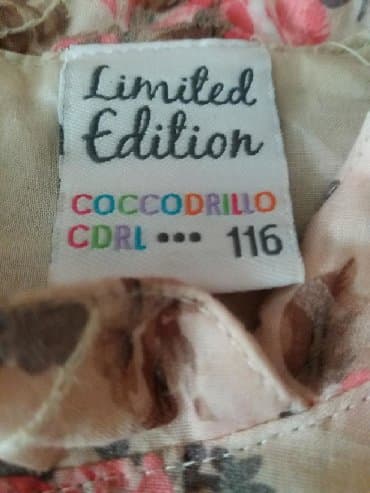 Limited
Edition
COCCODRILLO
CDRL ••• 116